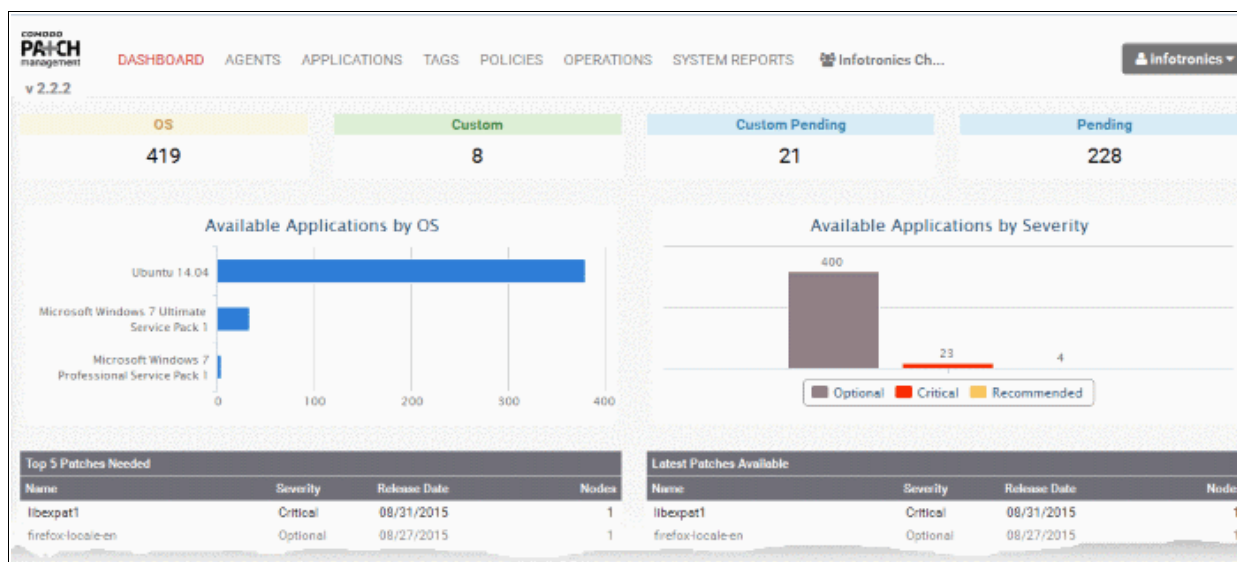 COMODO
PATCH
management
DASHBOARD AGENTS APPLICATIONS TAGS POLICIES OPERATIONS SYSTEM REPORTS Infotronics Ch... infotronics
v 2.2.2
OS Custom Custom Pending Pending
419 8 21 228
Available Applications by OS
Ubuntu 14.04
Microsoft Windows 7 Ultimate
Service Pack 1
Microsoft Windows 7
Professional Service Pack 1
0 100 200 300 400
Available Applications by Severity
400
23
4
Optional Critical Recommended
Top 5 Patches Needed
Name Severity Release Date Nodes
libexpat1 Critical 08/31/2015 1
firefox-locale-en Optional 08/27/2015 1
Latest Patches Available
Name Severity Release Date Node
libexpat1 Critical 08/31/2015 1
firefox-locale-en Optional 08/27/2015 1